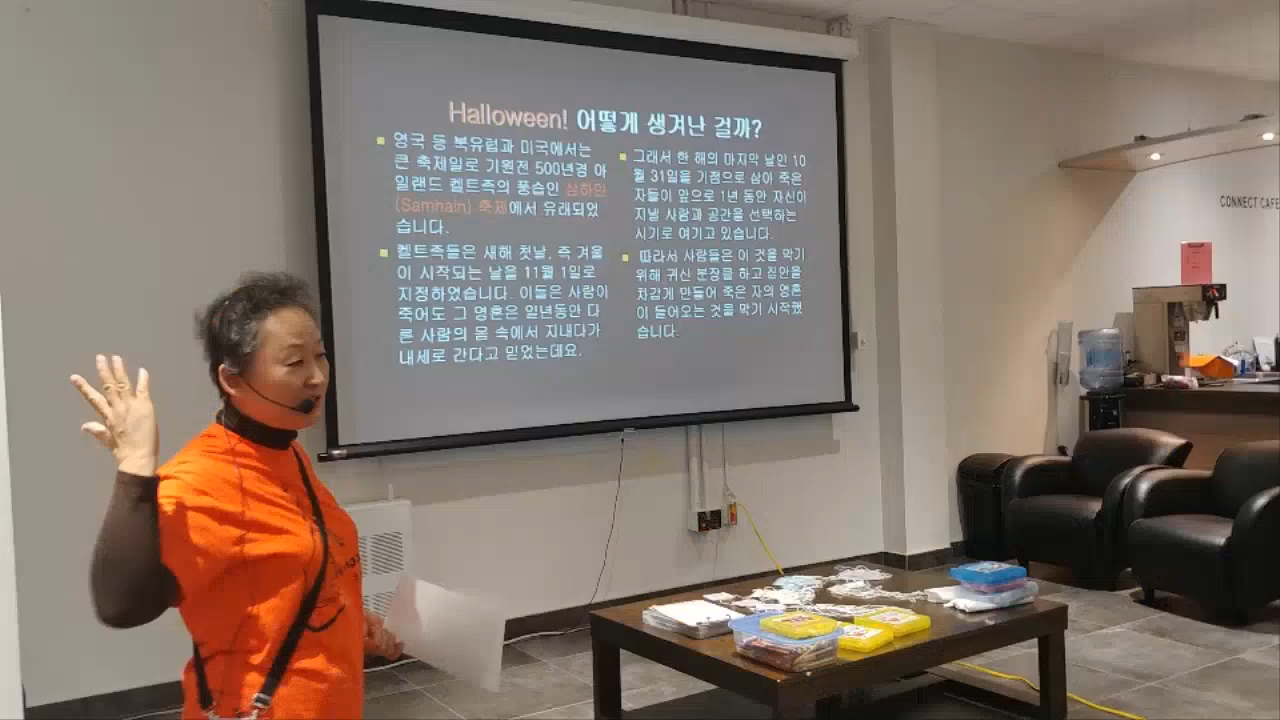 Halloween! 어떻게 생겨난 걸까?
영국 등 북유럽과 미국에서는
큰 축제일로 기원전 500년경 아
일랜드 켈트족의 풍습인 삼하인
(Samhain) 축제에서 유래되었
습니다.
켈트족들은 새해 첫날, 즉 겨울
이 시작되는 날을 11월 1일로
지정하였습니다. 이들은 사람이
죽어도 그 영혼은 일년동안 다
른 사람의 몸 속에서 지내다가
내세로 간다고 믿었는데요.
그래서 한 해의 마지막 날인 10
월 31일을 기점으로 삼아 죽은
자들이 앞으로 1년 동안 자신이
지낼 사람과 공간을 선택하는
시기로 여기고 있습니다.
따라서 사람들은 이 것을 막기
위해 귀신 분장을 하고 집안을
차갑게 만들어 죽은 자의 영혼
이 들어오는 것을 막기 시작했
습니다.
CONNECT CAFE